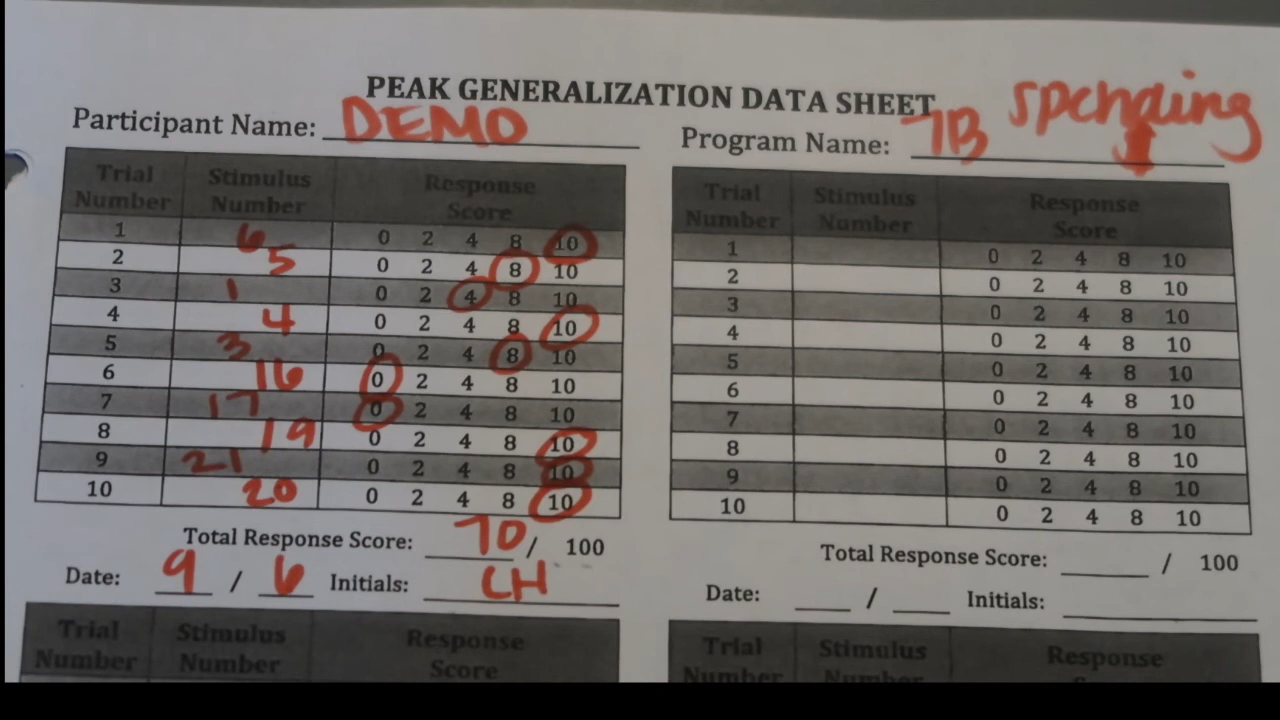 PEAK GENERALIZATION DATA SHEET
Participant Name: DEMO
Program Name: 7B spending
Trial Number Stimulus Number Response Score
1 6 0 2 4 8 10
2 5 0 2 4 8 10
3 1 0 2 4 8 10
4 4 0 2 4 8 10
5 3 0 2 4 8 10
6 16 0 2 4 8 10
7 17 0 2 4 8 10
8 19 0 2 4 8 10
9 21 0 2 4 8 10
10 20 0 2 4 8 10
Total Response Score: 70 / 100
Date: 9 / 6 Initials: LH
Trial Number Stimulus Number Response Score
Trial Number Stimulus Number Response Score
1 0 2 4 8 10
2 0 2 4 8 10
3 0 2 4 8 10
4 0 2 4 8 10
5 0 2 4 8 10
6 0 2 4 8 10
7 0 2 4 8 10
8 0 2 4 8 10
9 0 2 4 8 10
10 0 2 4 8 10
Total Response Score: / 100
Date: / Initials:
Trial Number Stimulus Number Response